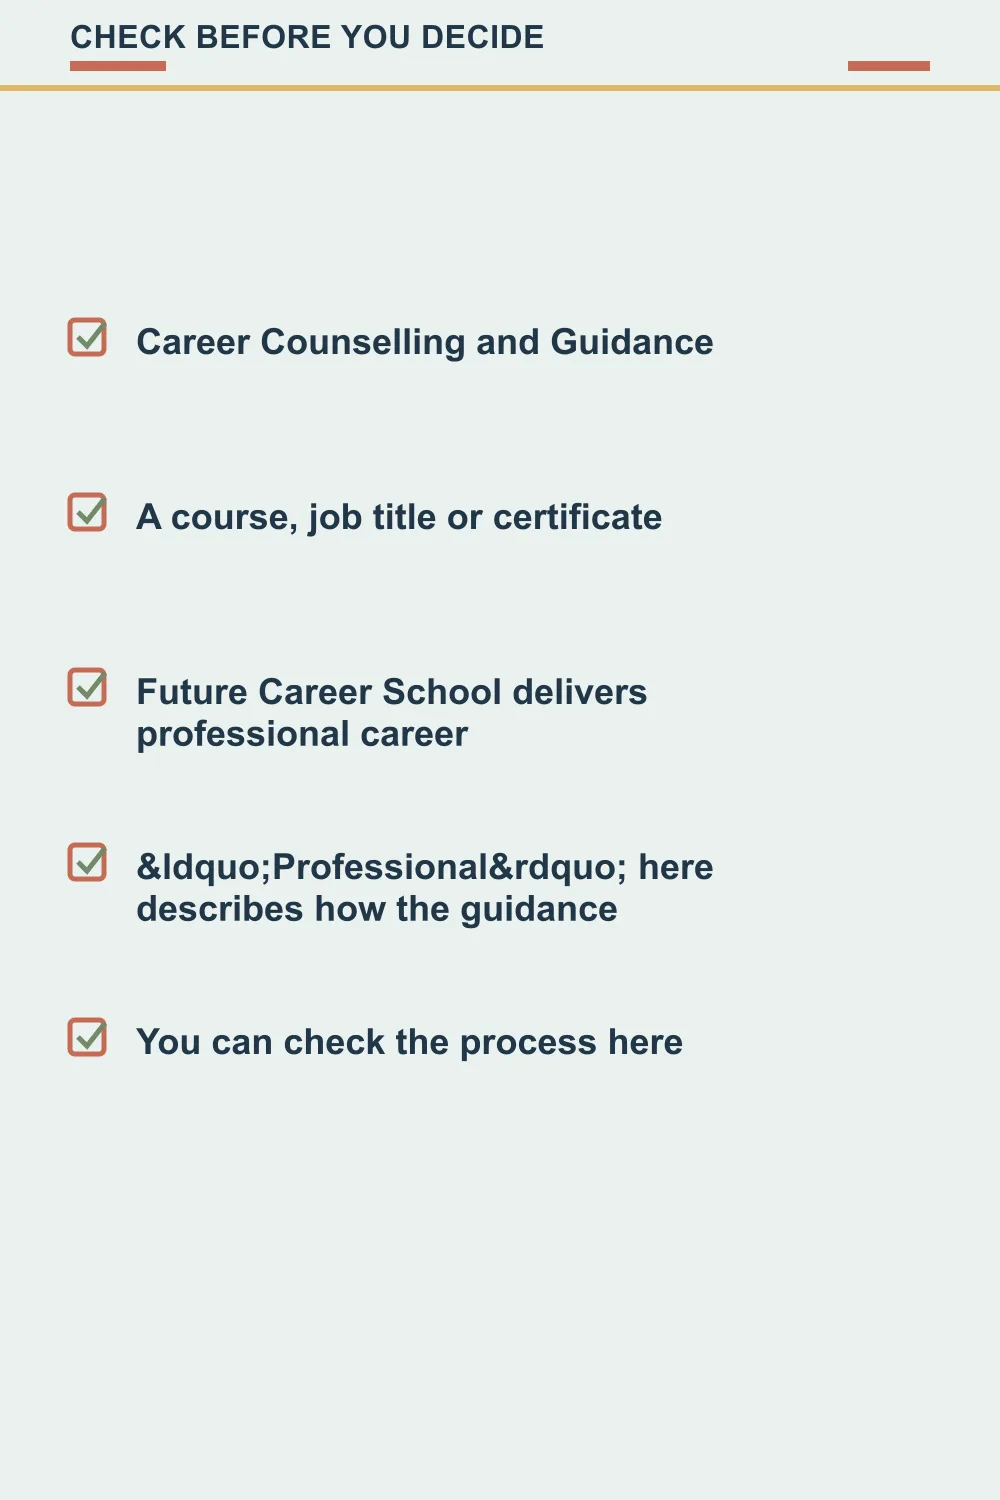 CHECK BEFORE YOU DECIDE
Career Counselling and Guidance
A course, job title or certificate
Future Career School delivers
professional career
&ldquo;Professional&rdquo; here
describes how the guidance
You can check the process here